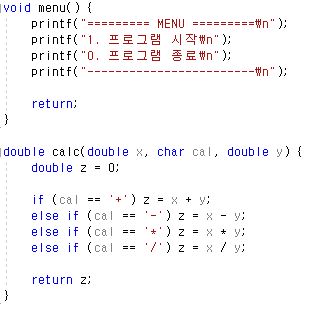 void menu() {
    printf("========= MENU =========₩n");
    printf("1. 프로그램 시작₩n");
    printf("0. 프로그램 종료₩n");
    printf("------------------------₩n");
    return;
}
double calc(double x, char cal, double y) {
    double z = 0;
    if (cal == '+') z = x + y;
    else if (cal == '-') z = x - y;
    else if (cal == '*') z = x * y;
    else if (cal == '/') z = x / y;
    return z;
}